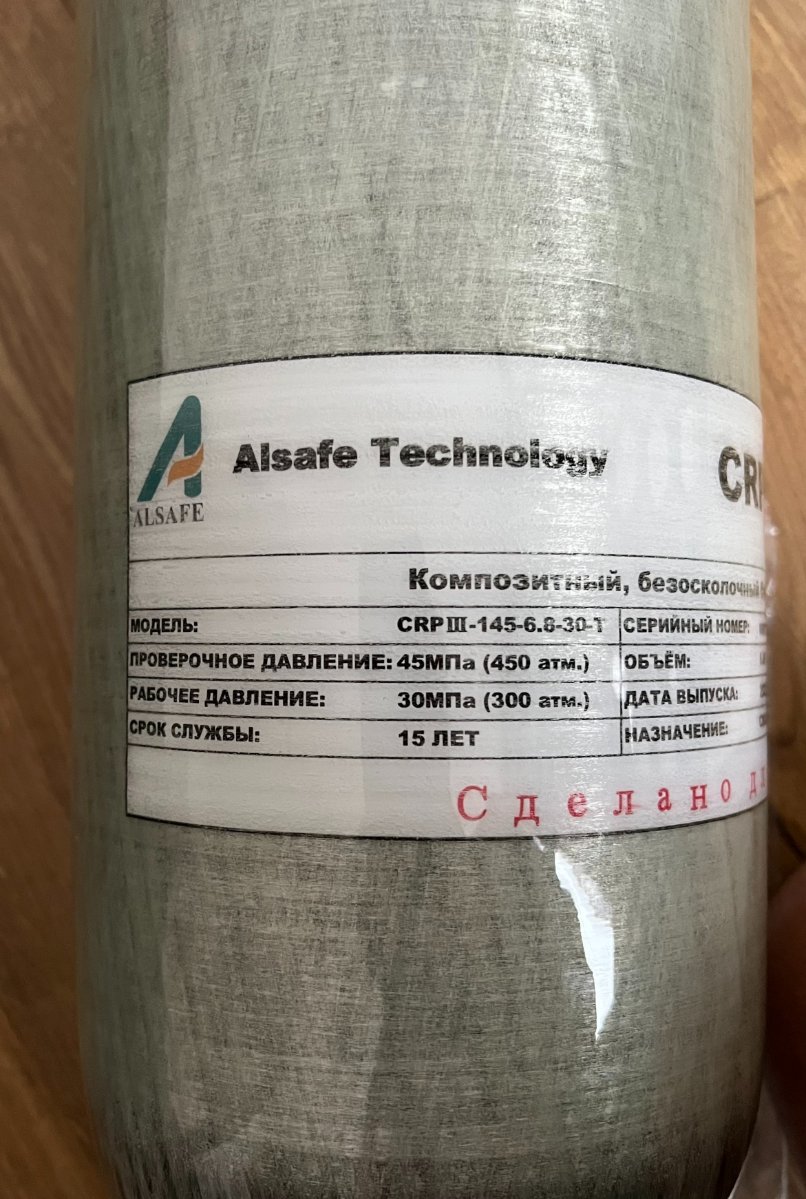 ALSAFE
Alsafe Technology
Композитный, безосколочный
МОДЕЛЬ: CRPⅢ-145-6.8-30-T СЕРИЙНЫЙ НОМЕР:
ПРОВЕРОЧНОЕ ДАВЛЕНИЕ: 45МПа (450 атм.) ОБЪЁМ:
РАБОЧЕЕ ДАВЛЕНИЕ: 30МПа (300 атм.) ДАТА ВЫПУСКА:
СРОК СЛУЖБЫ: 15 ЛЕТ НАЗНАЧЕНИЕ:
Сделано